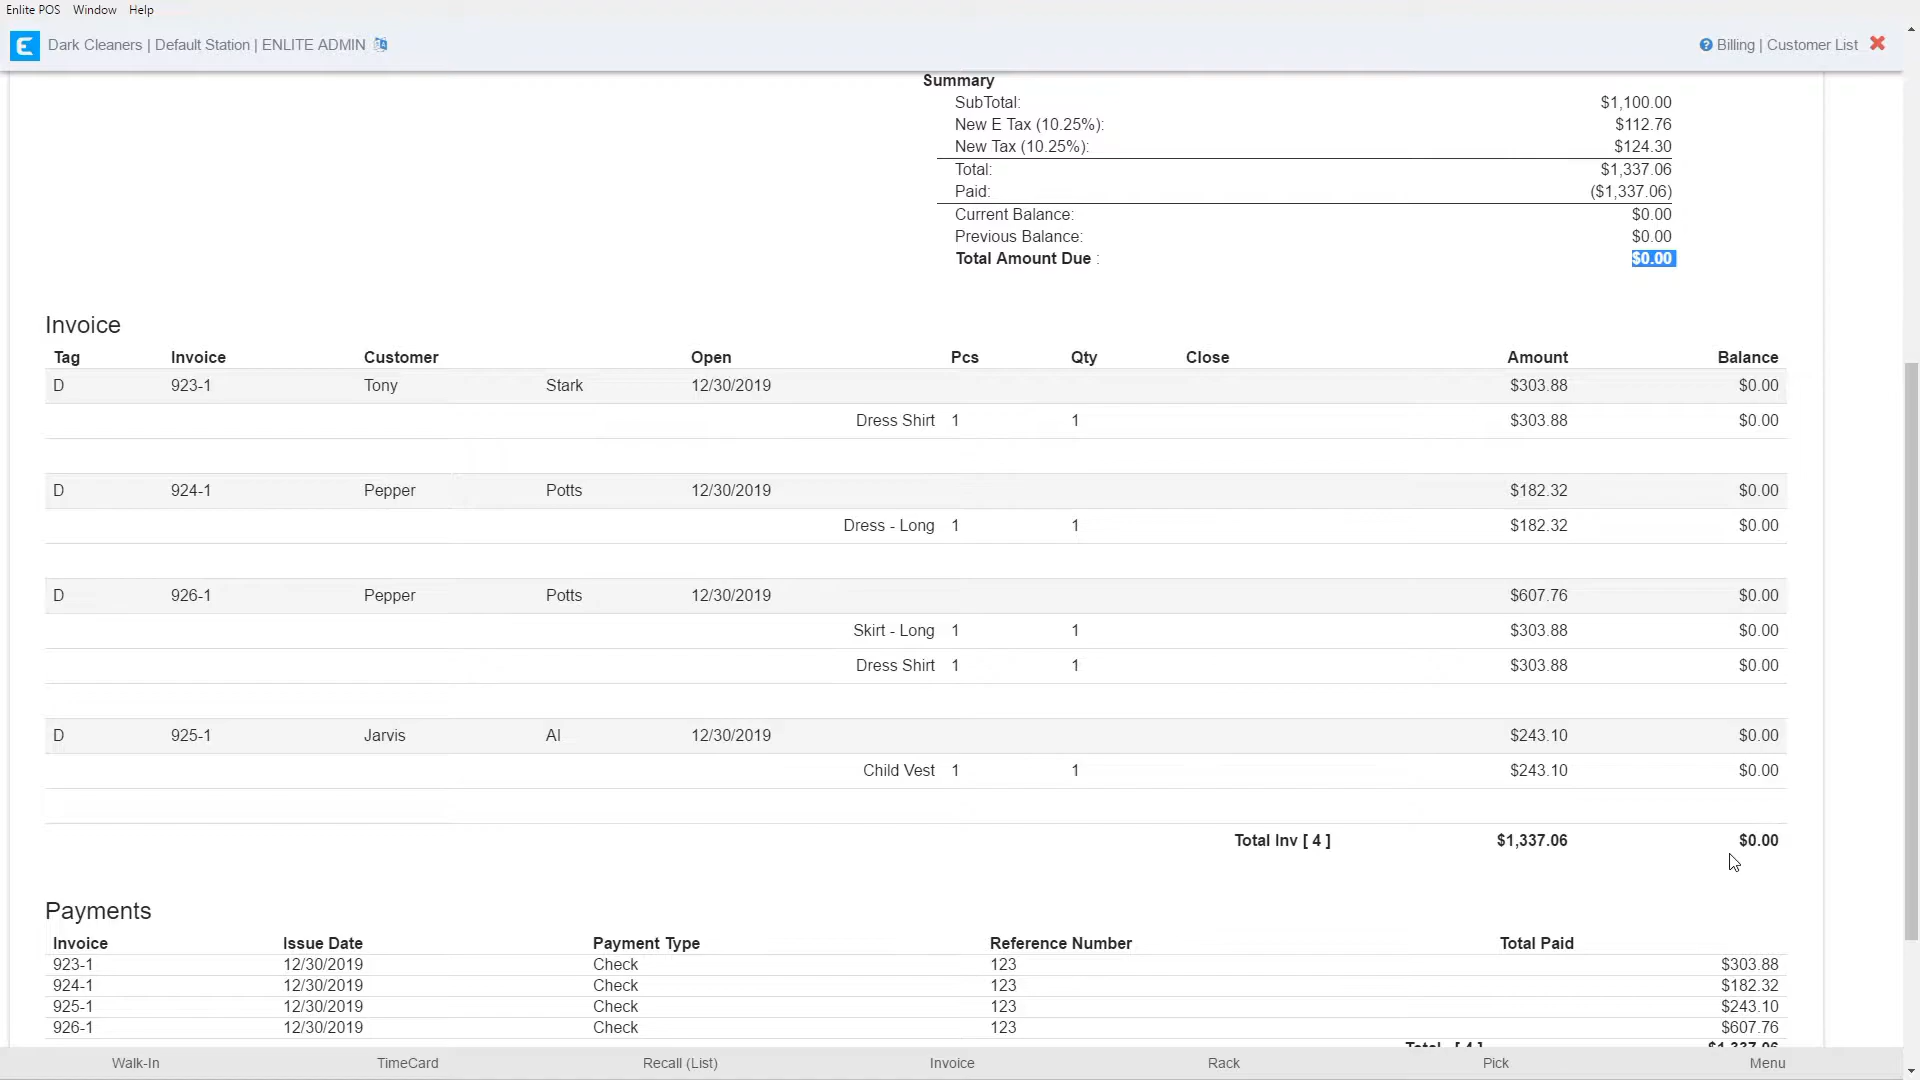 Enlite POS Window Help
Dark Cleaners | Default Station | ENLITE ADMIN
Billing | Customer List
Summary
SubTotal: $1,100.00
New E Tax (10.25%): $112.76
New Tax (10.25%): $124.30
Total: $1,337.06
Paid: ($1,337.06)
Current Balance: $0.00
Previous Balance: $0.00
Total Amount Due : $0.00
Invoice
Tag Invoice Customer Open Pcs Qty Close Amount Balance
D 923-1 Tony Stark 12/30/2019 $303.88 $0.00
Dress Shirt 1 1 $303.88 $0.00
D 924-1 Pepper Potts 12/30/2019 $182.32 $0.00
Dress - Long 1 1 $182.32 $0.00
D 926-1 Pepper Potts 12/30/2019 $607.76 $0.00
Skirt - Long 1 1 $303.88 $0.00
Dress Shirt 1 1 $303.88 $0.00
D 925-1 Jarvis AI 12/30/2019 $243.10 $0.00
Child Vest 1 1 $243.10 $0.00
Total Inv [ 4 ] $1,337.06 $0.00
Payments
Invoice Issue Date Payment Type Reference Number Total Paid
923-1 12/30/2019 Check 123 $303.88
924-1 12/30/2019 Check 123 $182.32
925-1 12/30/2019 Check 123 $243.10
926-1 12/30/2019 Check 123 $607.76
Total [ 4 ] $1,337.06
Walk-In TimeCard Recall (List) Invoice Rack Pick Menu